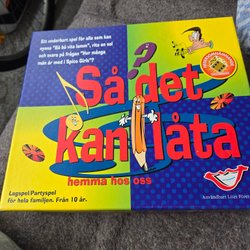 Ett underbart spel för alla som kan
nynna "Bä bä vita lamm", rita en sol
och svara på frågan "Hur många
män är med i Spice Girls"?
Så det
kan låta
hemma hos oss
Lagspel/Partyspel
för hela familjen. Från 10 år.